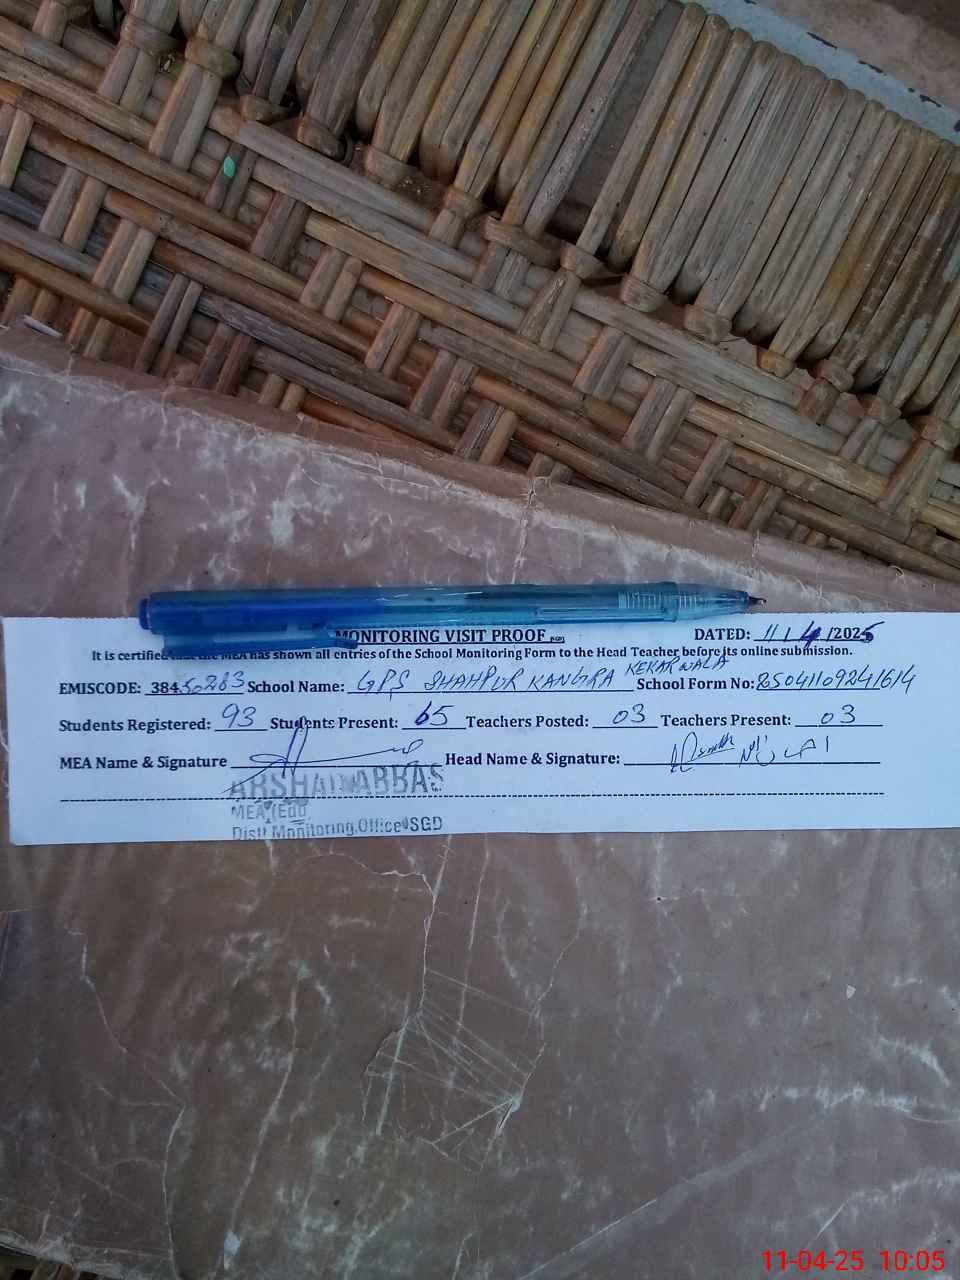 MONITORING VISIT PROOF DATED: 11/4/2025
It is certified that the MEA has shown all entries of the School Monitoring Form to the Head Teacher before its online submission.
EMISCODE: 38450283 School Name: GPS SHAHPUR KANGRA KEKARWALA School Form No: 25041109241614
Students Registered: 93 Students Present: 65 Teachers Posted: 03 Teachers Present: 03
MEA Name & Signature Head Name & Signature:
ARSHAD ABBAS
MEA (Edu)
Distt Monitoring Office SGD
11-04-25 10:05